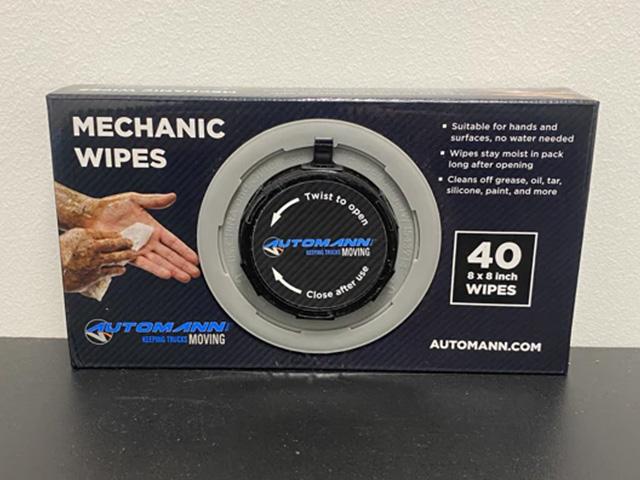 MECHANIC WIPES
MECHANIC
WIPES
Twist to open
AUTOMANN
KEEPING TRUCKS MOVING
Close after use
▪ Suitable for hands and
surfaces, no water needed
▪ Wipes stay moist in pack
long after opening
▪ Cleans off grease, oil, tar,
silicone, paint, and more
40
8 x 8 inch
WIPES
AUTOMANN
KEEPING TRUCKS MOVING
AUTOMANN.COM